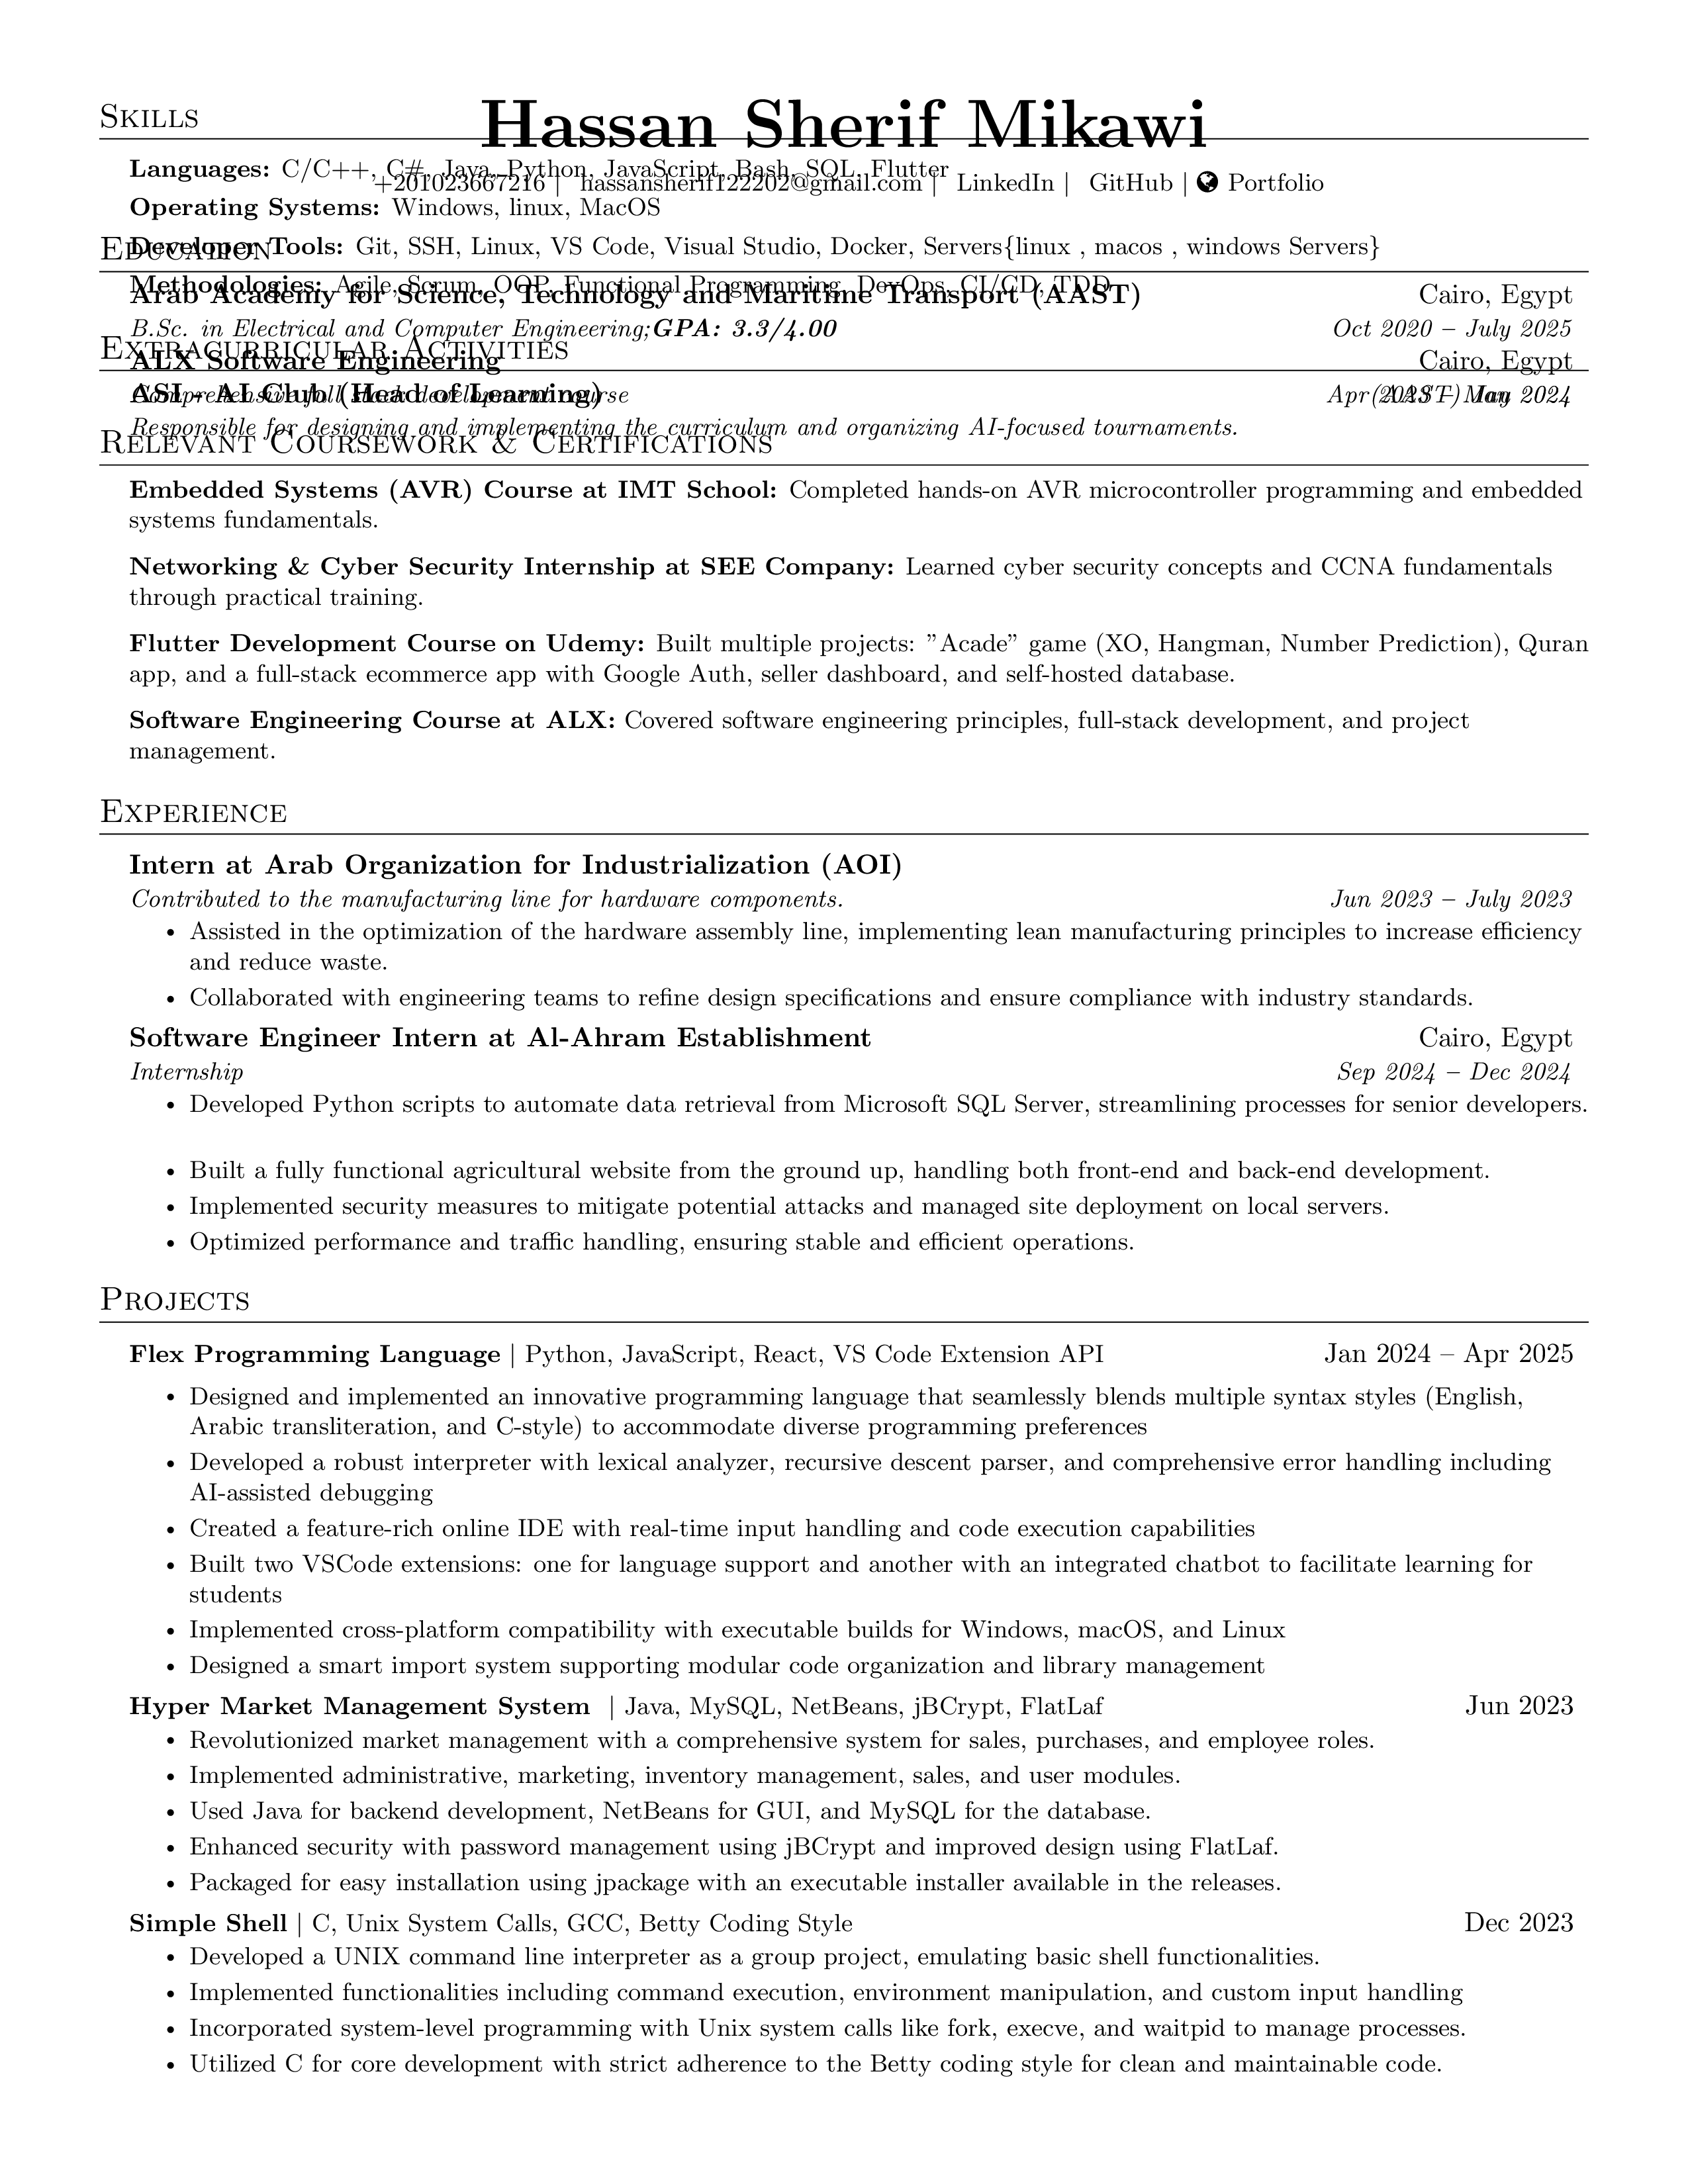 Hassan Sherif Mikawi
+201023667216 | hassansherif122202@gmail.com | LinkedIn | GitHub | Portfolio
Skills
Languages: C/C++, C#, Java, Python, JavaScript, Bash, SQL, Flutter
Operating Systems: Windows, linux, MacOS
Developer Tools: Git, SSH, Linux, VS Code, Visual Studio, Docker, Servers{linux , macos , windows Servers}
Methodologies: Agile, Scrum, OOP, Functional Programming, DevOps, CI/CD, TDD
Education
Arab Academy for Science, Technology and Maritime Transport (AAST) Cairo, Egypt
B.Sc. in Electrical and Computer Engineering;GPA: 3.3/4.00 Oct 2020 – July 2025
ALX Software Engineering Cairo, Egypt
Comprehensive full stack development course Apr 2023 – May 2024
Extracurricular Activities
ASL - AI Club (Head of Learning) (AAST)
Responsible for designing and implementing the curriculum and organizing AI-focused tournaments.
Relevant Coursework & Certifications
Embedded Systems (AVR) Course at IMT School: Completed hands-on AVR microcontroller programming and embedded
systems fundamentals.
Networking & Cyber Security Internship at SEE Company: Learned cyber security concepts and CCNA fundamentals
through practical training.
Flutter Development Course on Udemy: Built multiple projects: ”Acade” game (XO, Hangman, Number Prediction), Quran
app, and a full-stack ecommerce app with Google Auth, seller dashboard, and self-hosted database.
Software Engineering Course at ALX: Covered software engineering principles, full-stack development, and project
management.
Experience
Intern at Arab Organization for Industrialization (AOI)
Contributed to the manufacturing line for hardware components. Jun 2023 – July 2023
• Assisted in the optimization of the hardware assembly line, implementing lean manufacturing principles to increase efficiency
and reduce waste.
• Collaborated with engineering teams to refine design specifications and ensure compliance with industry standards.
Software Engineer Intern at Al-Ahram Establishment Cairo, Egypt
Internship Sep 2024 – Dec 2024
• Developed Python scripts to automate data retrieval from Microsoft SQL Server, streamlining processes for senior developers.
• Built a fully functional agricultural website from the ground up, handling both front-end and back-end development.
• Implemented security measures to mitigate potential attacks and managed site deployment on local servers.
• Optimized performance and traffic handling, ensuring stable and efficient operations.
Projects
Flex Programming Language | Python, JavaScript, React, VS Code Extension API Jan 2024 – Apr 2025
• Designed and implemented an innovative programming language that seamlessly blends multiple syntax styles (English,
Arabic transliteration, and C-style) to accommodate diverse programming preferences
• Developed a robust interpreter with lexical analyzer, recursive descent parser, and comprehensive error handling including
AI-assisted debugging
• Created a feature-rich online IDE with real-time input handling and code execution capabilities
• Built two VSCode extensions: one for language support and another with an integrated chatbot to facilitate learning for
students
• Implemented cross-platform compatibility with executable builds for Windows, macOS, and Linux
• Designed a smart import system supporting modular code organization and library management
Hyper Market Management System | Java, MySQL, NetBeans, jBCrypt, FlatLaf Jun 2023
• Revolutionized market management with a comprehensive system for sales, purchases, and employee roles.
• Implemented administrative, marketing, inventory management, sales, and user modules.
• Used Java for backend development, NetBeans for GUI, and MySQL for the database.
• Enhanced security with password management using jBCrypt and improved design using FlatLaf.
• Packaged for easy installation using jpackage with an executable installer available in the releases.
Simple Shell | C, Unix System Calls, GCC, Betty Coding Style Dec 2023
• Developed a UNIX command line interpreter as a group project, emulating basic shell functionalities.
• Implemented functionalities including command execution, environment manipulation, and custom input handling
• Incorporated system-level programming with Unix system calls like fork, execve, and waitpid to manage processes.
• Utilized C for core development with strict adherence to the Betty coding style for clean and maintainable code.